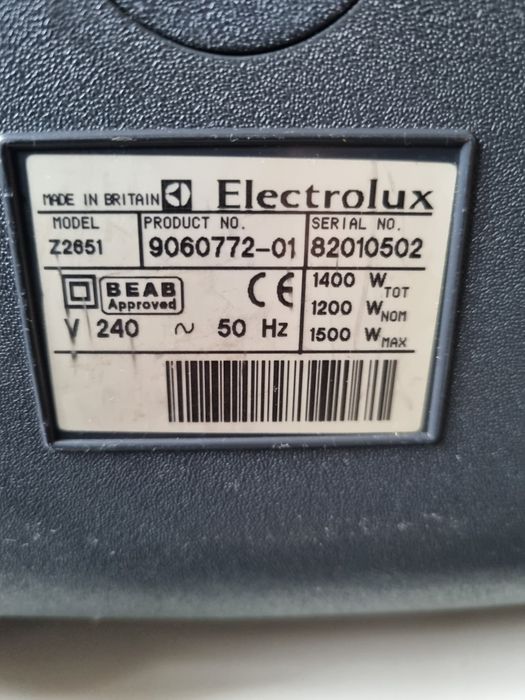 MADE IN BRITAIN Electrolux
MODEL PRODUCT NO. SERIAL NO.
Z2651 9060772-01 82010502
BEAB
Approved
CE
V 240 ~ 50 Hz
1400 W TOT
1200 W NOM
1500 W MAX